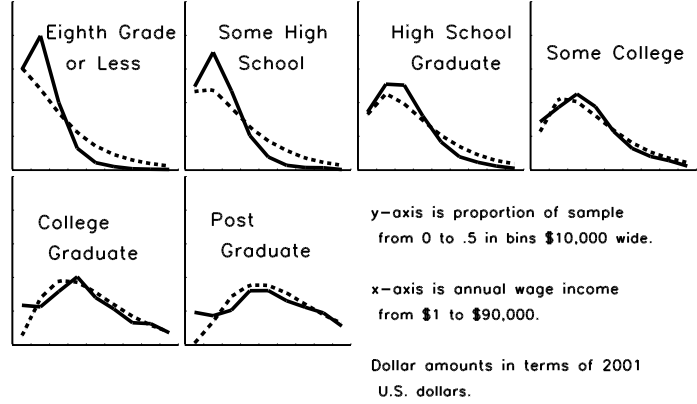 Eighth Grade
or Less
Some High
School
High School
Graduate
Some College
College
Graduate
Post
Graduate
y-axis is proportion of sample
from 0 to .5 in bins $10,000 wide.
x-axis is annual wage income
from $1 to $90,000.
Dollar amounts in terms of 2001
U.S. dollars.